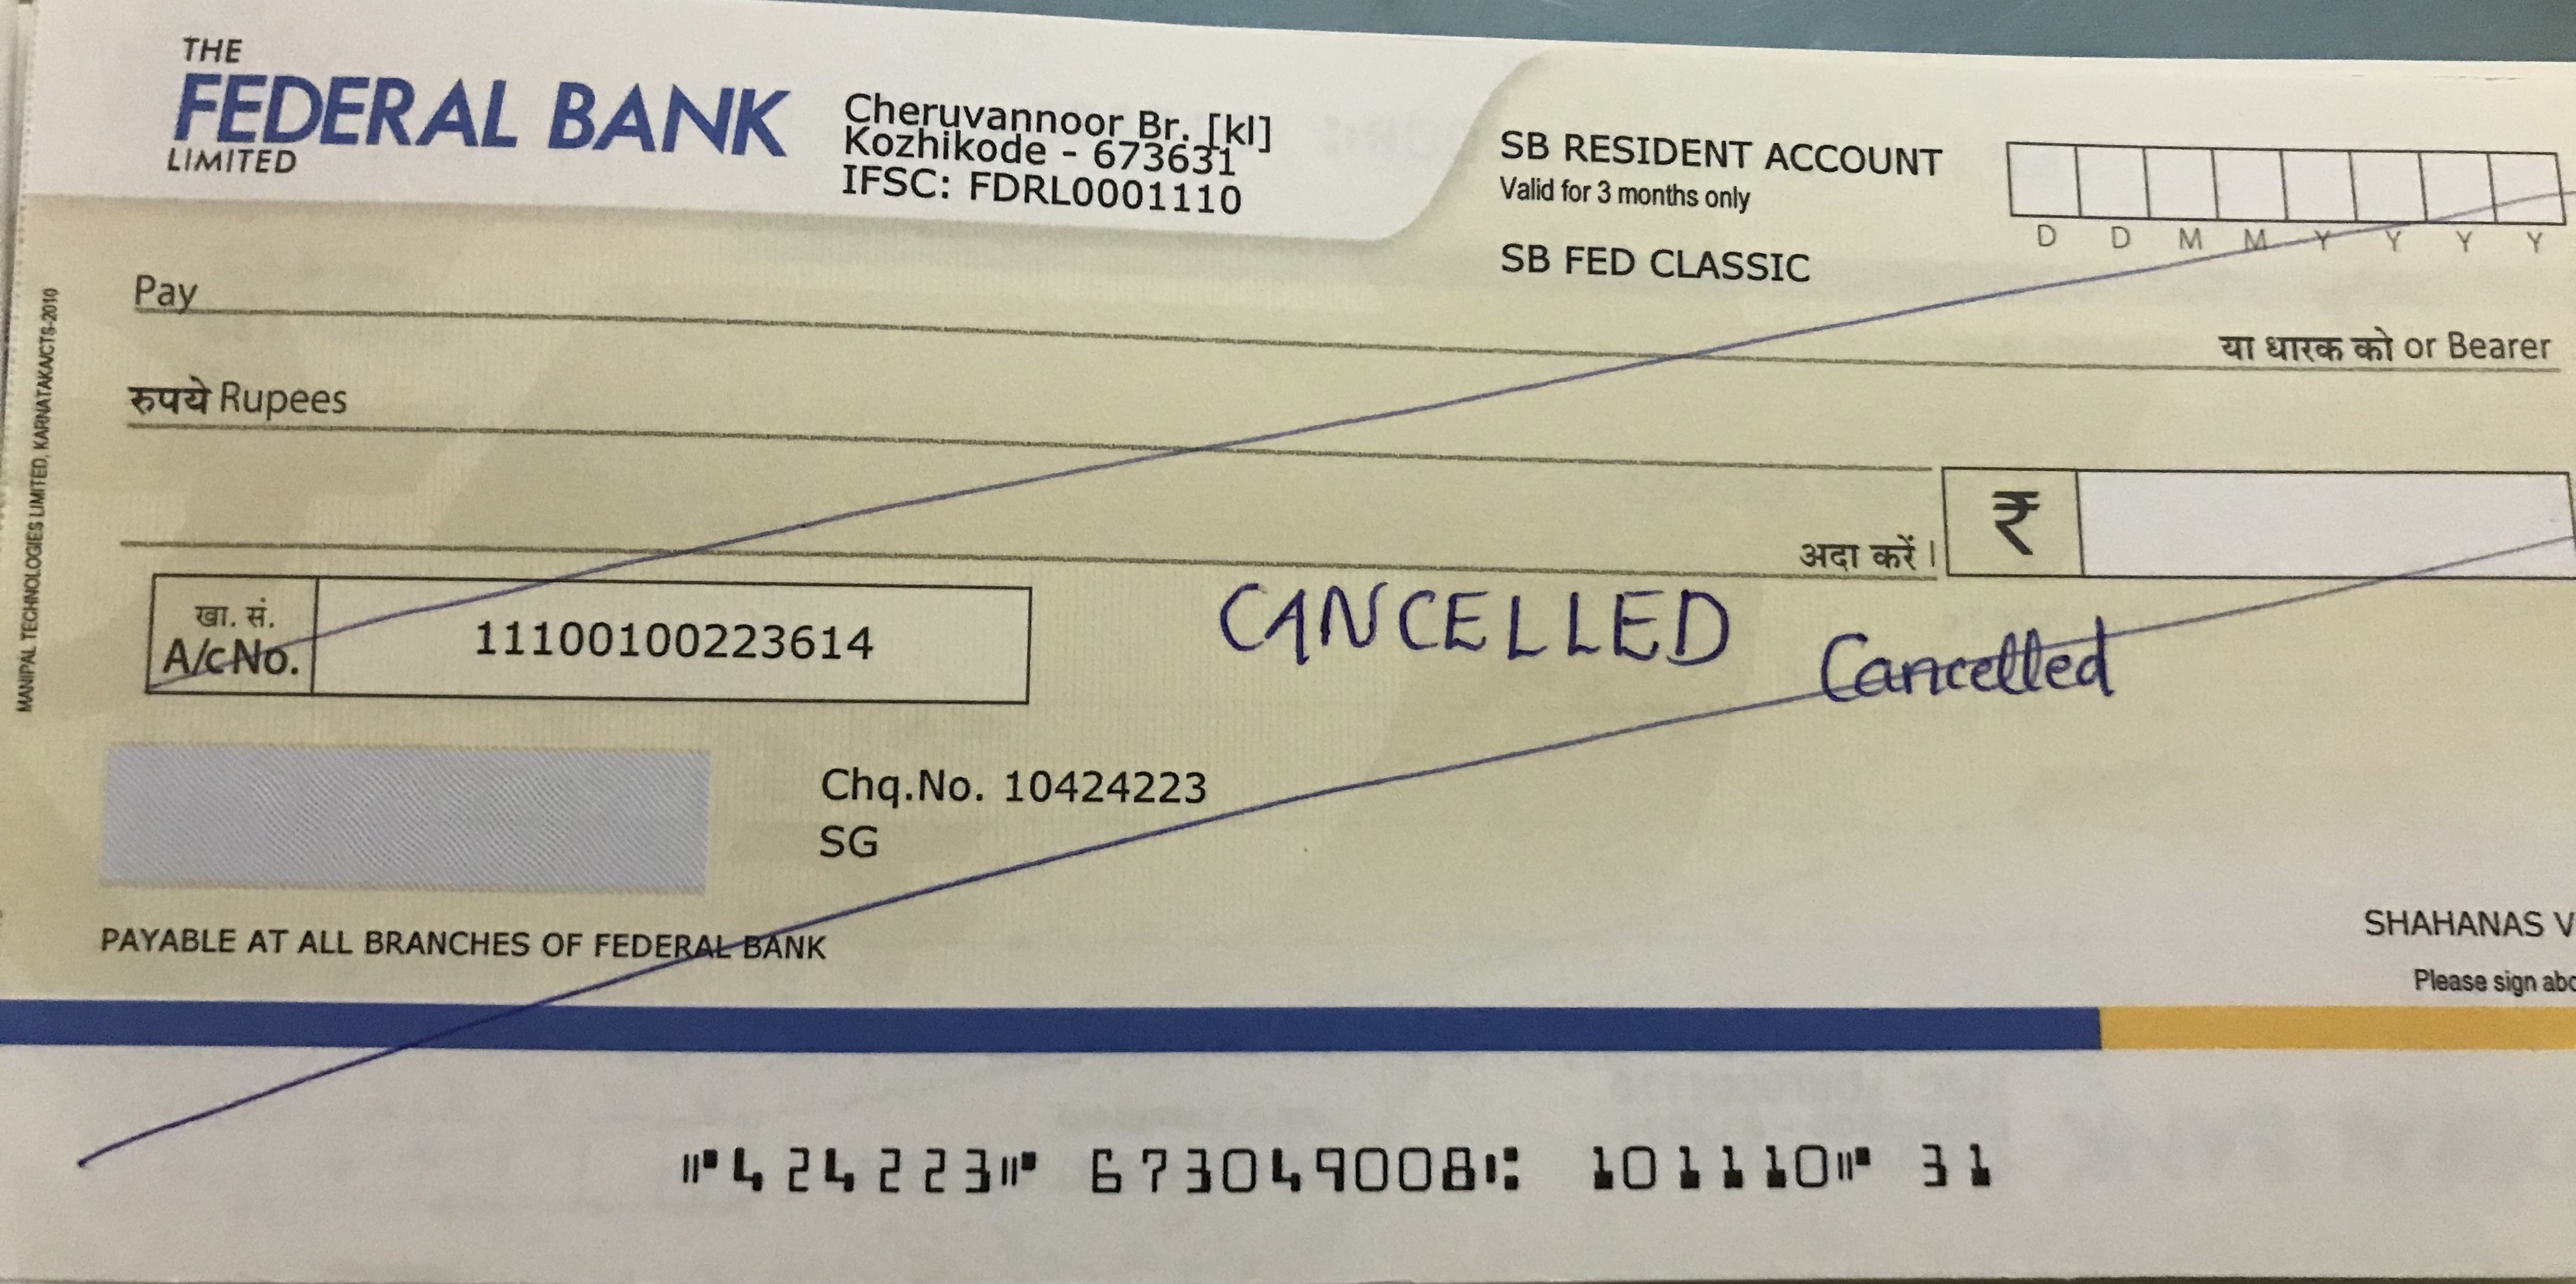 THE
FEDERAL BANK
LIMITED
Cheruvannoor Br. [kl]
Kozhikode - 673631
IFSC: FDRL0001110
SB RESIDENT ACCOUNT
Valid for 3 months only
SB FED CLASSIC
D D M M Y Y Y Y
Pay
या धारक को or Bearer
रुपये Rupees
अदा करें।
₹
खा. सं.
A/c No.
11100100223614
CANCELLED
Cancelled
Chq.No. 10424223
SG
PAYABLE AT ALL BRANCHES OF FEDERAL BANK
SHAHANAS V
Please sign abo
MANIPAL TECHNOLOGIES LIMITED, KARNATAKA/CTS-2010
⑈424223⑈ 673049008⑆ 101110⑈ 31